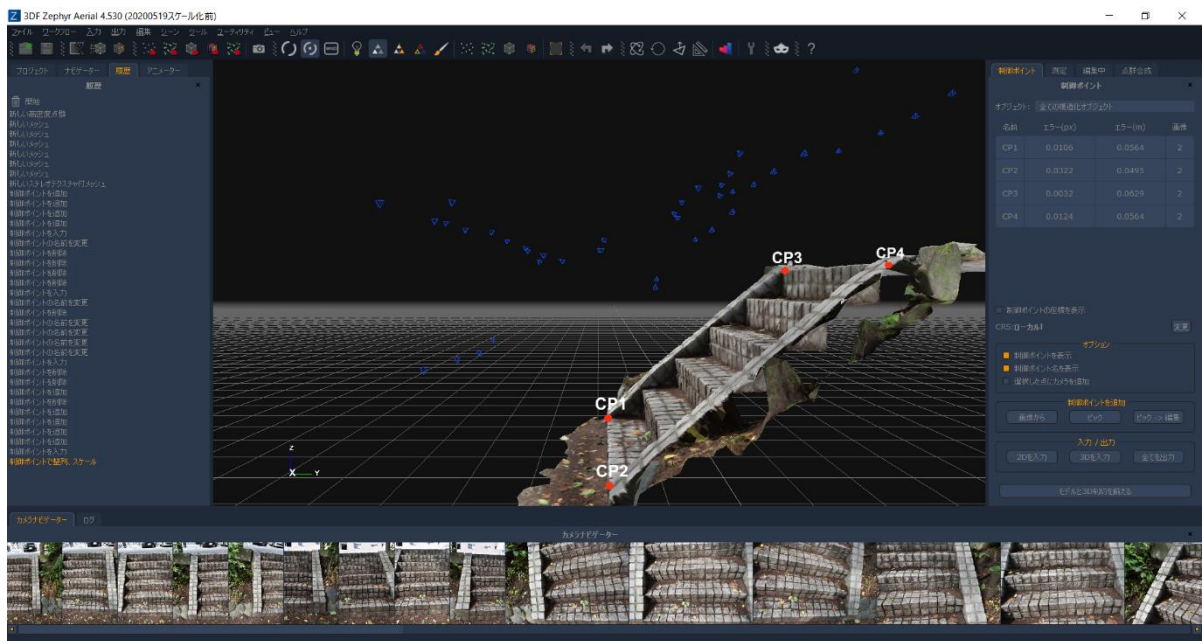 3DF Zephyr Aerial 4.530 (20200519スケール化前)
ファイル ワークフロー 入力 出力 編集 シーン ツール ユーティリティ ビュー ヘルプ
プロジェクト ナビゲーター 履歴 アニメーター
履歴
開始
新しい高密度点群
新しいメッシュ
新しいメッシュ
新しいメッシュ
新しいメッシュ
新しいメッシュ
新しいメッシュ
新しいステレオテクスチャ付メッシュ
制御ポイントを追加
制御ポイントを追加
制御ポイントを追加
制御ポイントを追加
制御ポイントを入力
制御ポイントの名前を変更
制御ポイントを削除
制御ポイントを削除
制御ポイントを削除
制御ポイントを削除
制御ポイントを入力
制御ポイントの名前を変更
制御ポイントを削除
制御ポイントの名前を変更
制御ポイントの名前を変更
制御ポイントの名前を変更
制御ポイントを入力
制御ポイントを削除
制御ポイントを削除
制御ポイントを追加
制御ポイントを削除
制御ポイントを追加
制御ポイントを追加
制御ポイントを追加
制御ポイントを追加
制御ポイントを入力
制御ポイントで整列、スケール
CP3
CP4
CP1
CP2
Z
X Y
制御ポイント 測定 編集中 点群合成
制御ポイント
オブジェクト: 全ての構造化オブジェクト
名前 エラー(px) エラー(m) 画像
CP1 0.0106 0.0564 2
CP2 0.0322 0.0495 2
CP3 0.0032 0.0629 2
CP4 0.0124 0.0564 2
制御ポイントの座標を表示
CRS:ローカル1 変更
オプション
制御ポイントを表示
制御ポイント名を表示
選択した点にカメラを追加
制御ポイントを追加
画像から ピック ピック -> 編集
入力 / 出力
2Dを入力 3Dを入力 全てを出力
カメラナビゲーター ログ
カメラナビゲーター